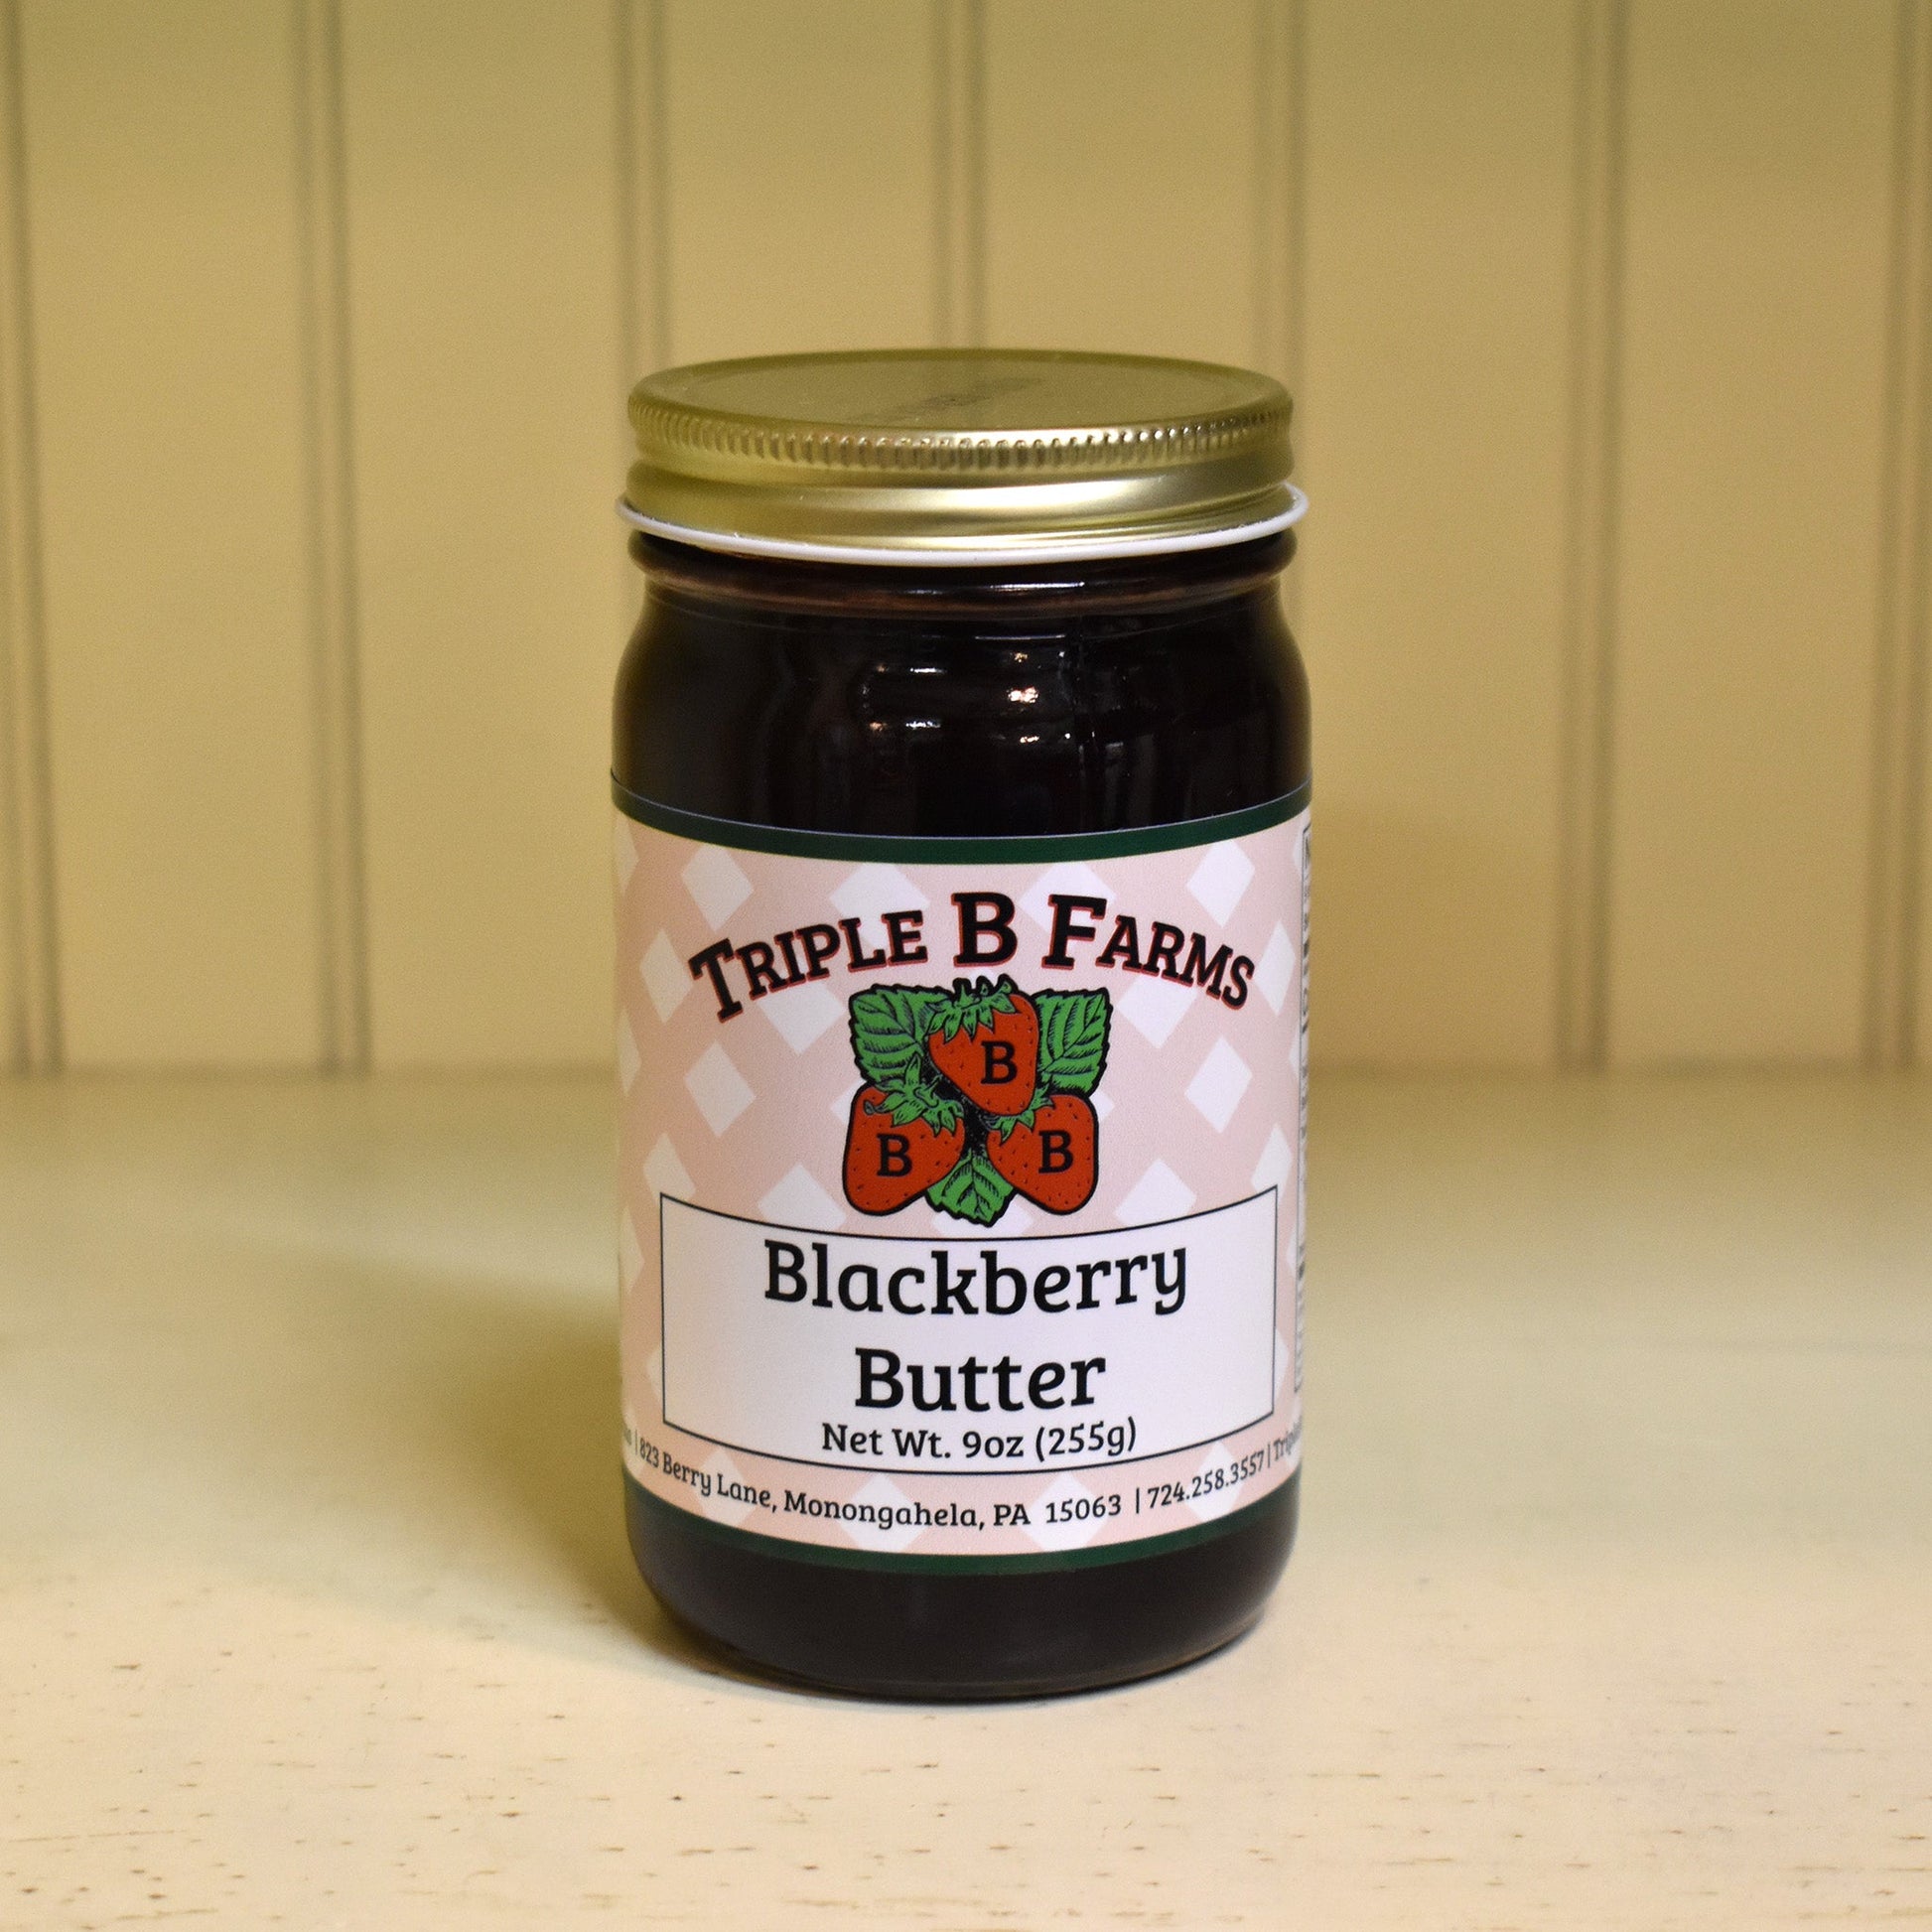 TRIPLE B FARMS
B
B B
Blackberry
Butter
Net Wt. 9oz (255g)
| 823 Berry Lane, Monongahela, PA 15063 | 724.258.3557 |